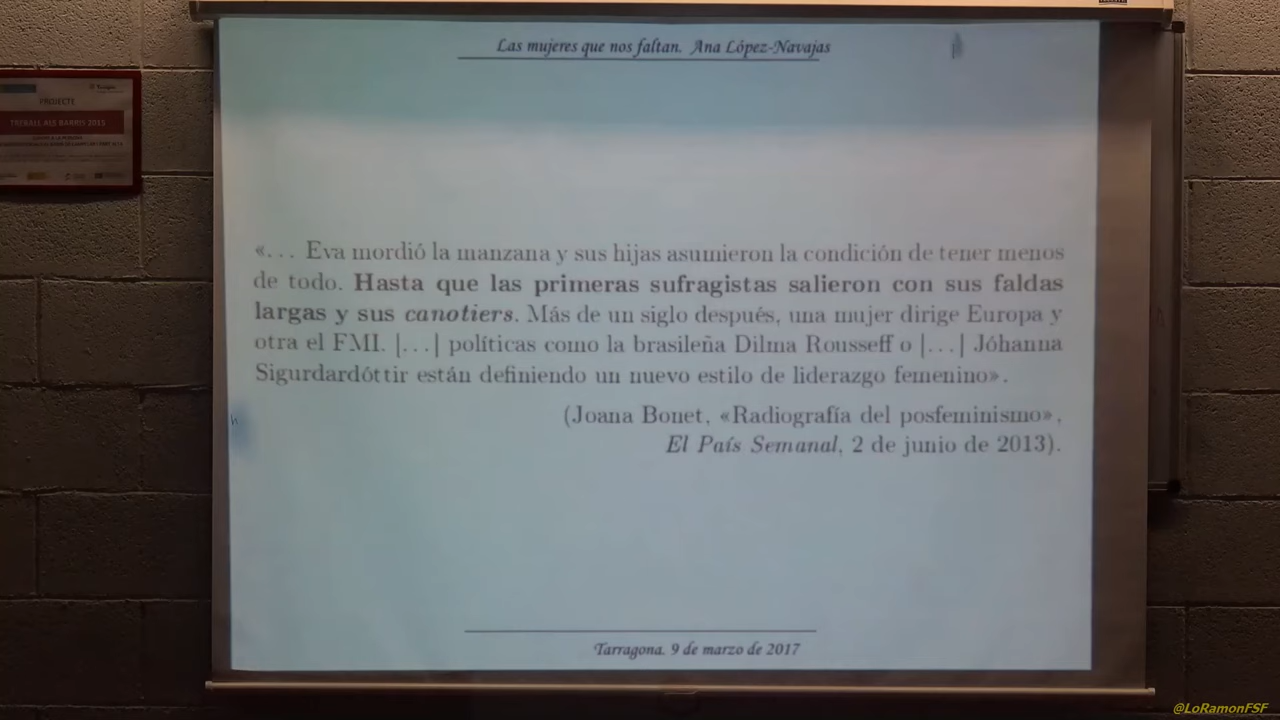 Las mujeres que nos faltan. Ana López-Navajas
PROJECTE
TREBALL ALS BARRIS 2015
«... Eva mordió la manzana y sus hijas asumieron la condición de tener menos
de todo. Hasta que las primeras sufragistas salieron con sus faldas
largas y sus canotiers. Más de un siglo después, una mujer dirige Europa y
otra el FMI. [...] políticas como la brasileña Dilma Rousseff o [...] Jóhanna
Sigurdardóttir están definiendo un nuevo estilo de liderazgo femenino».
(Joana Bonet, «Radiografía del posfeminismo»,
El País Semanal, 2 de junio de 2013).
Tarragona. 9 de marzo de 2017
@LoRamonFSF